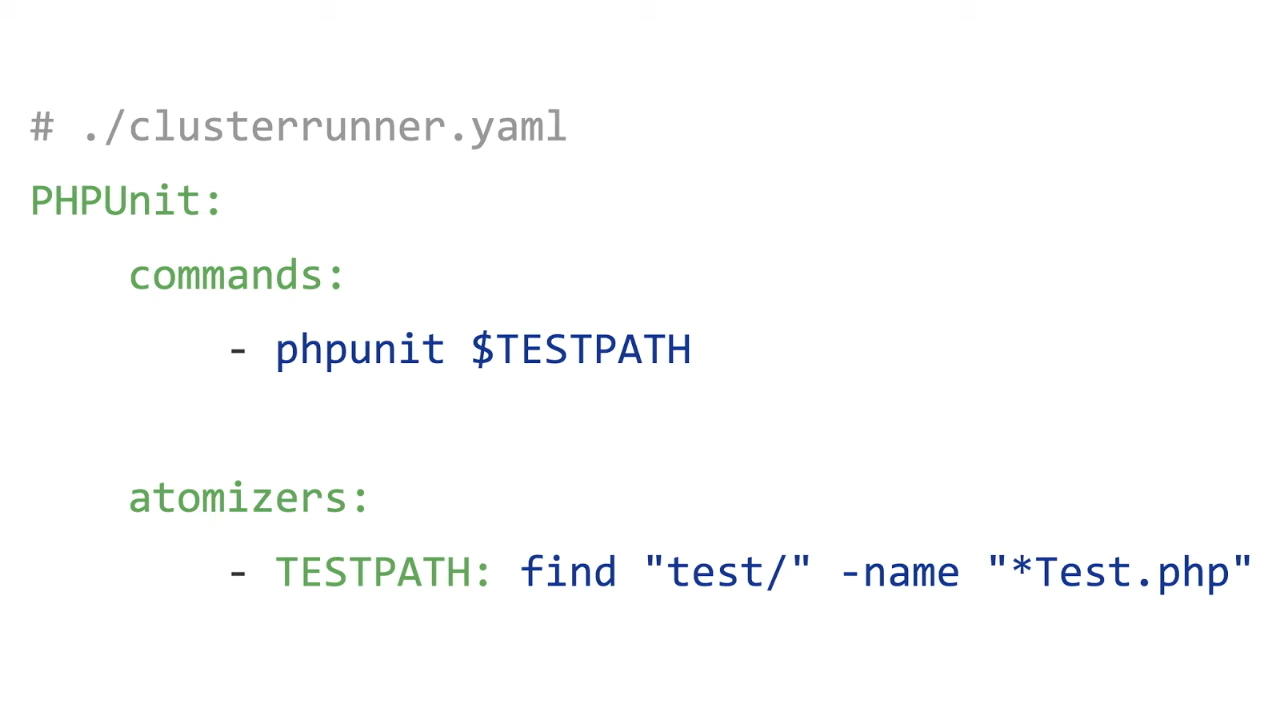 # ./clusterrunner.yaml
PHPUnit:
commands:
- phpunit $TESTPATH
atomizers:
- TESTPATH: find "test/" -name "*Test.php"